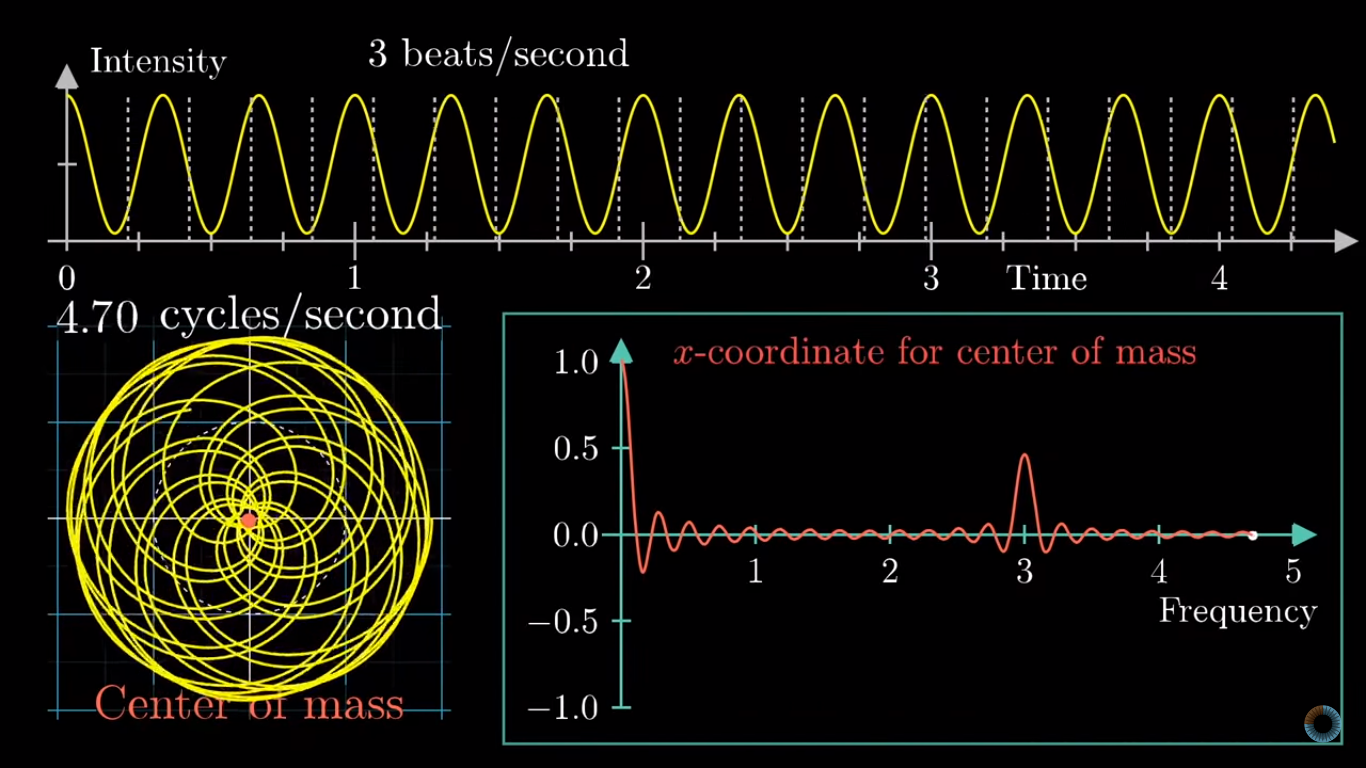 Intensity
3 beats/second
0 1 2 3 Time 4
4.70 cycles/second
Center of mass
x-coordinate for center of mass
1.0
0.5
0.0
−0.5
−1.0
1 2 3 4 5
Frequency